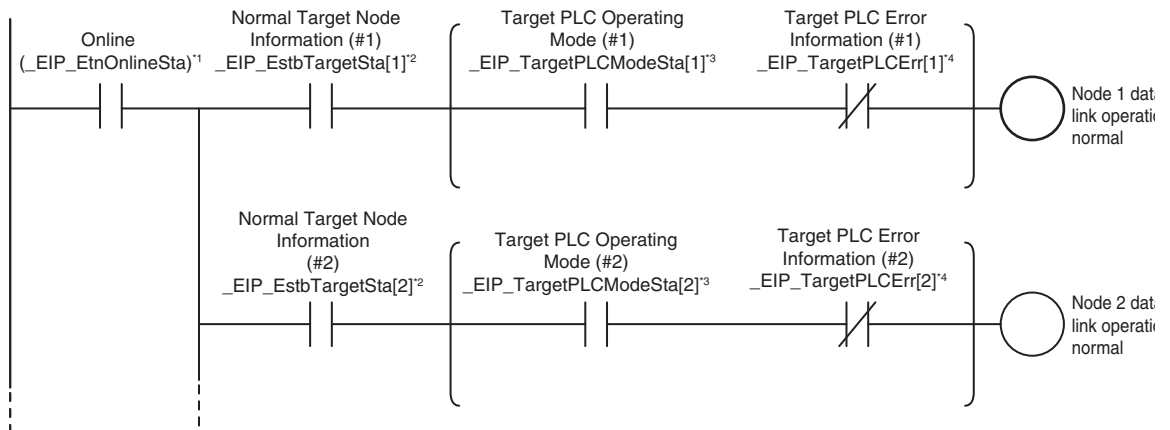 Online
(_EIP_EtnOnlineSta)*1
Normal Target Node
Information (#1)
_EIP_EstbTargetSta[1]*2
Target PLC Operating
Mode (#1)
_EIP_TargetPLCModeSta[1]*3
Target PLC Error
Information (#1)
_EIP_TargetPLCErr[1]*4
Node 1 data
link operatio
normal
Normal Target Node
Information
(#2)
_EIP_EstbTargetSta[2]*2
Target PLC Operating
Mode (#2)
_EIP_TargetPLCModeSta[2]*3
Target PLC Error
Information (#2)
_EIP_TargetPLCErr[2]*4
Node 2 data
link operatio
normal